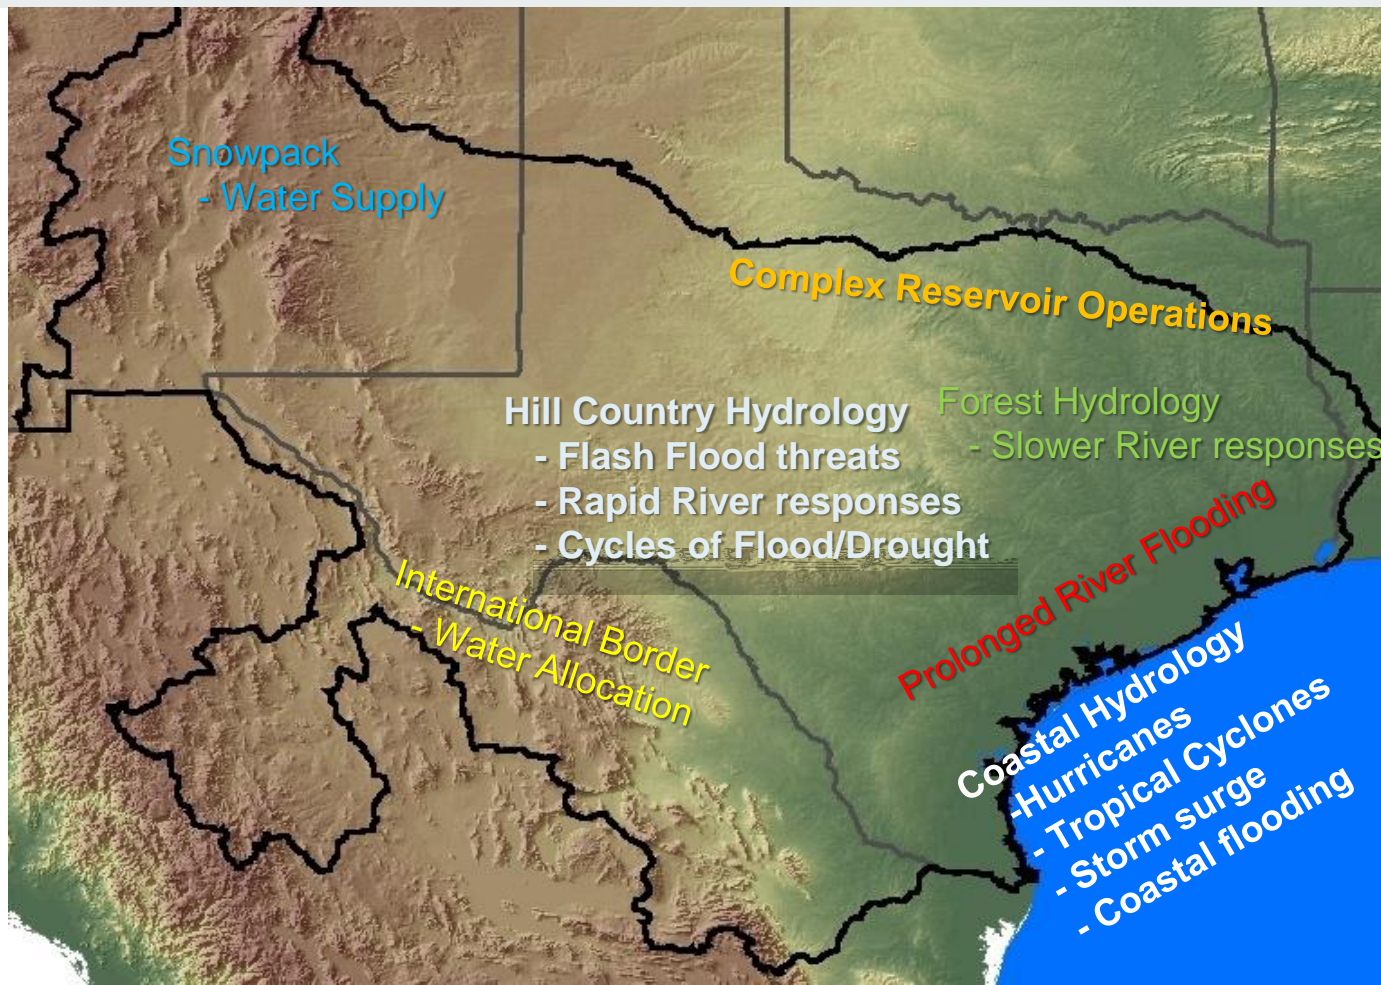 Snowpack
- Water Supply
Complex Reservoir Operations
Hill Country Hydrology
- Flash Flood threats
- Rapid River responses
- Cycles of Flood/Drought
Forest Hydrology
- Slower River responses
Prolonged River Flooding
International Border
- Water Allocation
Coastal Hydrology
-Hurricanes
- Tropical Cyclones
- Storm surge
- Coastal flooding